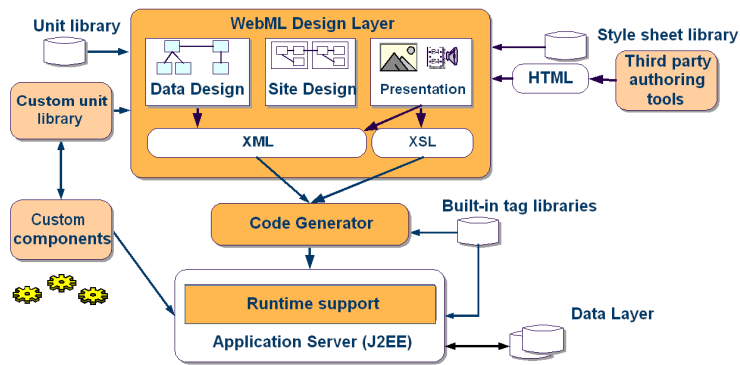 WebML Design Layer
Unit library
Style sheet library
Data Design
Site Design
Presentation
HTML
Third party
authoring
tools
Custom unit
library
XML
XSL
Custom
components
Code Generator
Built-in tag libraries
Runtime support
Application Server (J2EE)
Data Layer